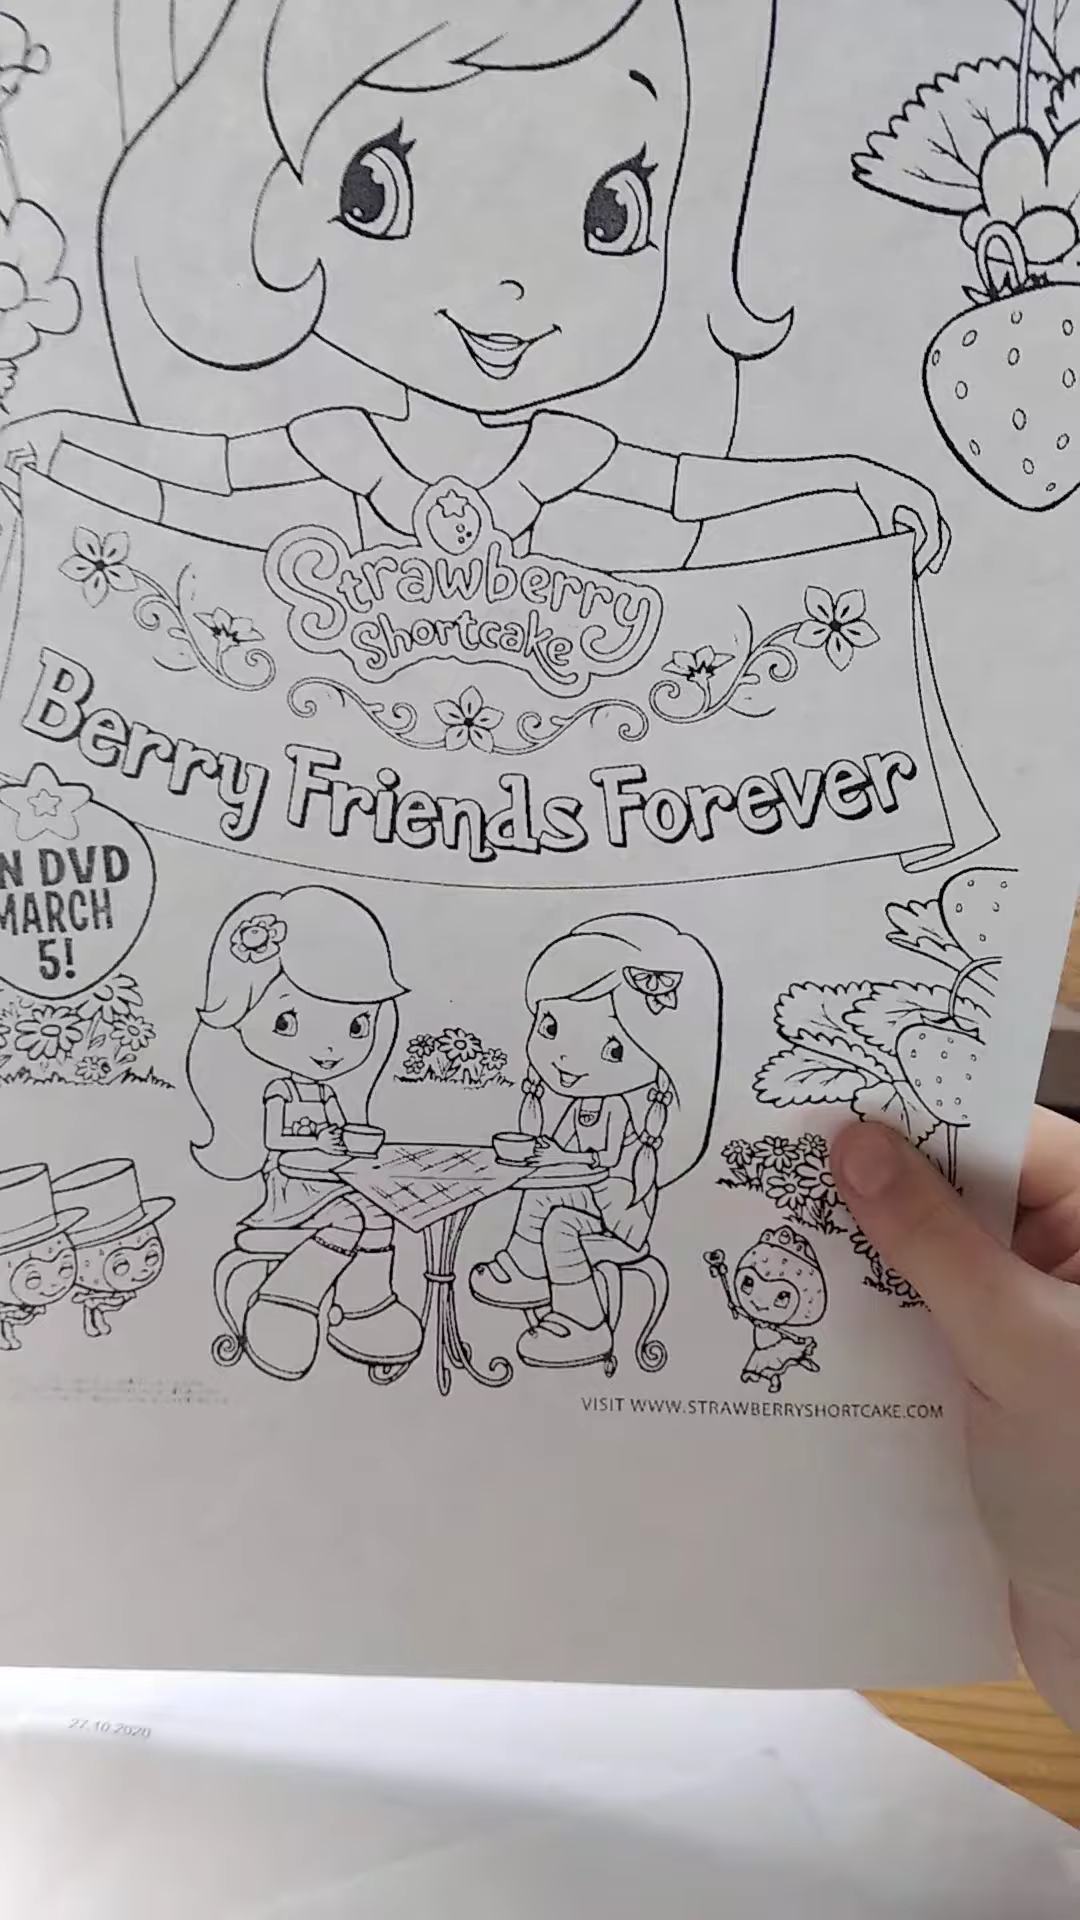 Strawberry
Shortcake
Berry Friends Forever
N DVD
MARCH
5!
VISIT WWW.STRAWBERRYSHORTCAKE.COM
27.10.2020